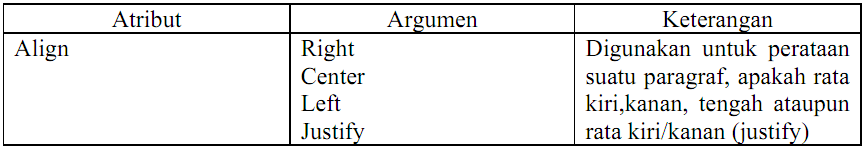 Atribut Argumen Keterangan
Align Right Digunakan untuk perataan
Center suatu paragraf, apakah rata
Left kiri,kanan, tengah ataupun
Justify rata kiri/kanan (justify)